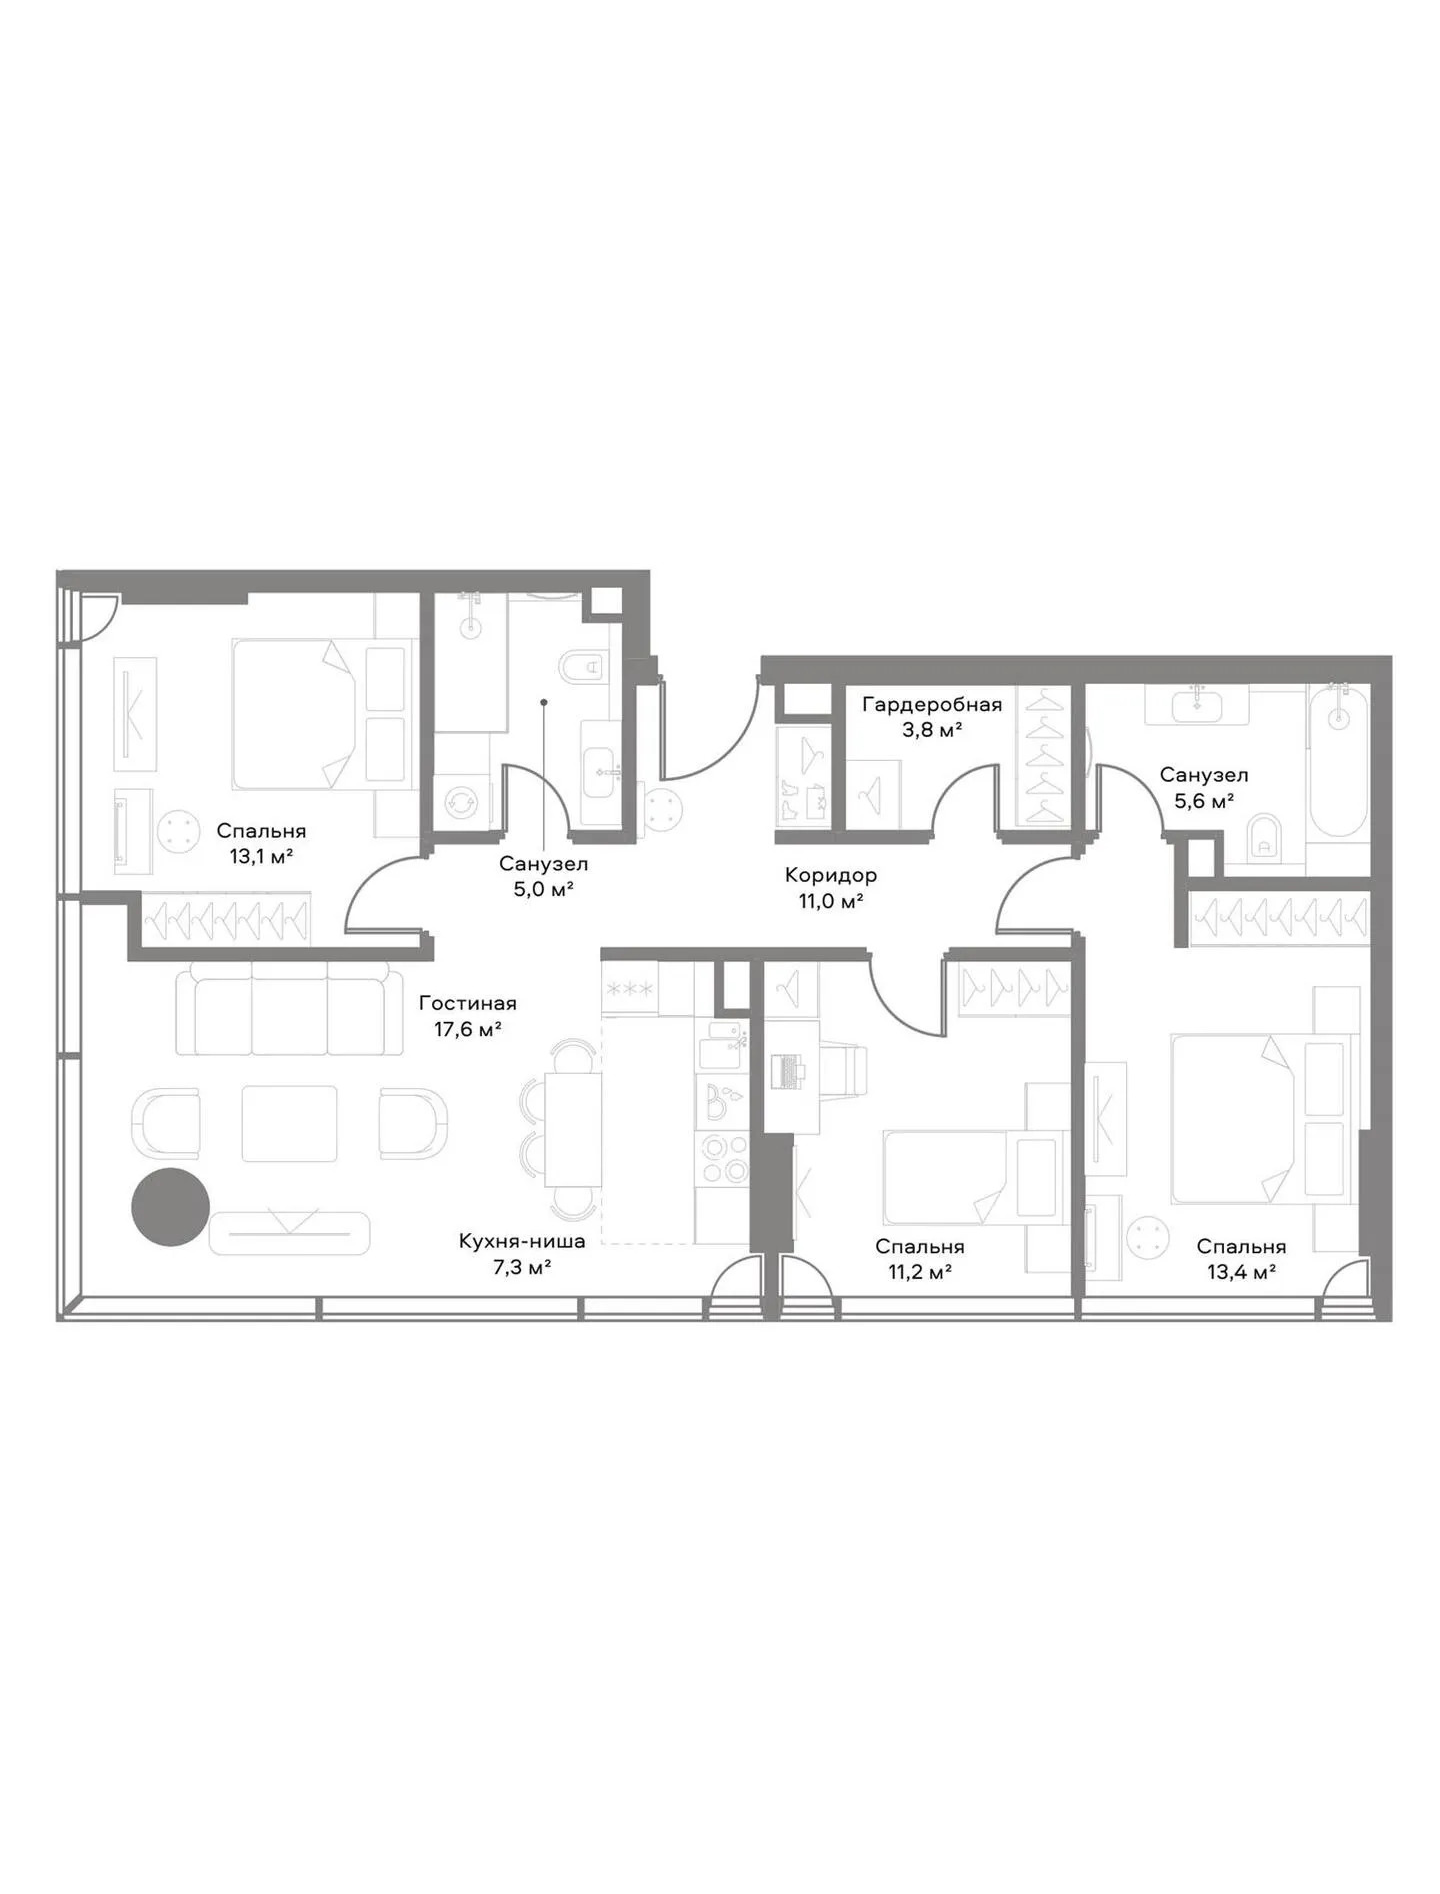 Гардеробная
3,8 м²
Санузел
5,6 м²
Спальня
13,1 м²
Санузел
5,0 м²
Коридор
11,0 м²
Гостиная
17,6 м²
Кухня-ниша
7,3 м²
Спальня
11,2 м²
Спальня
13,4 м²